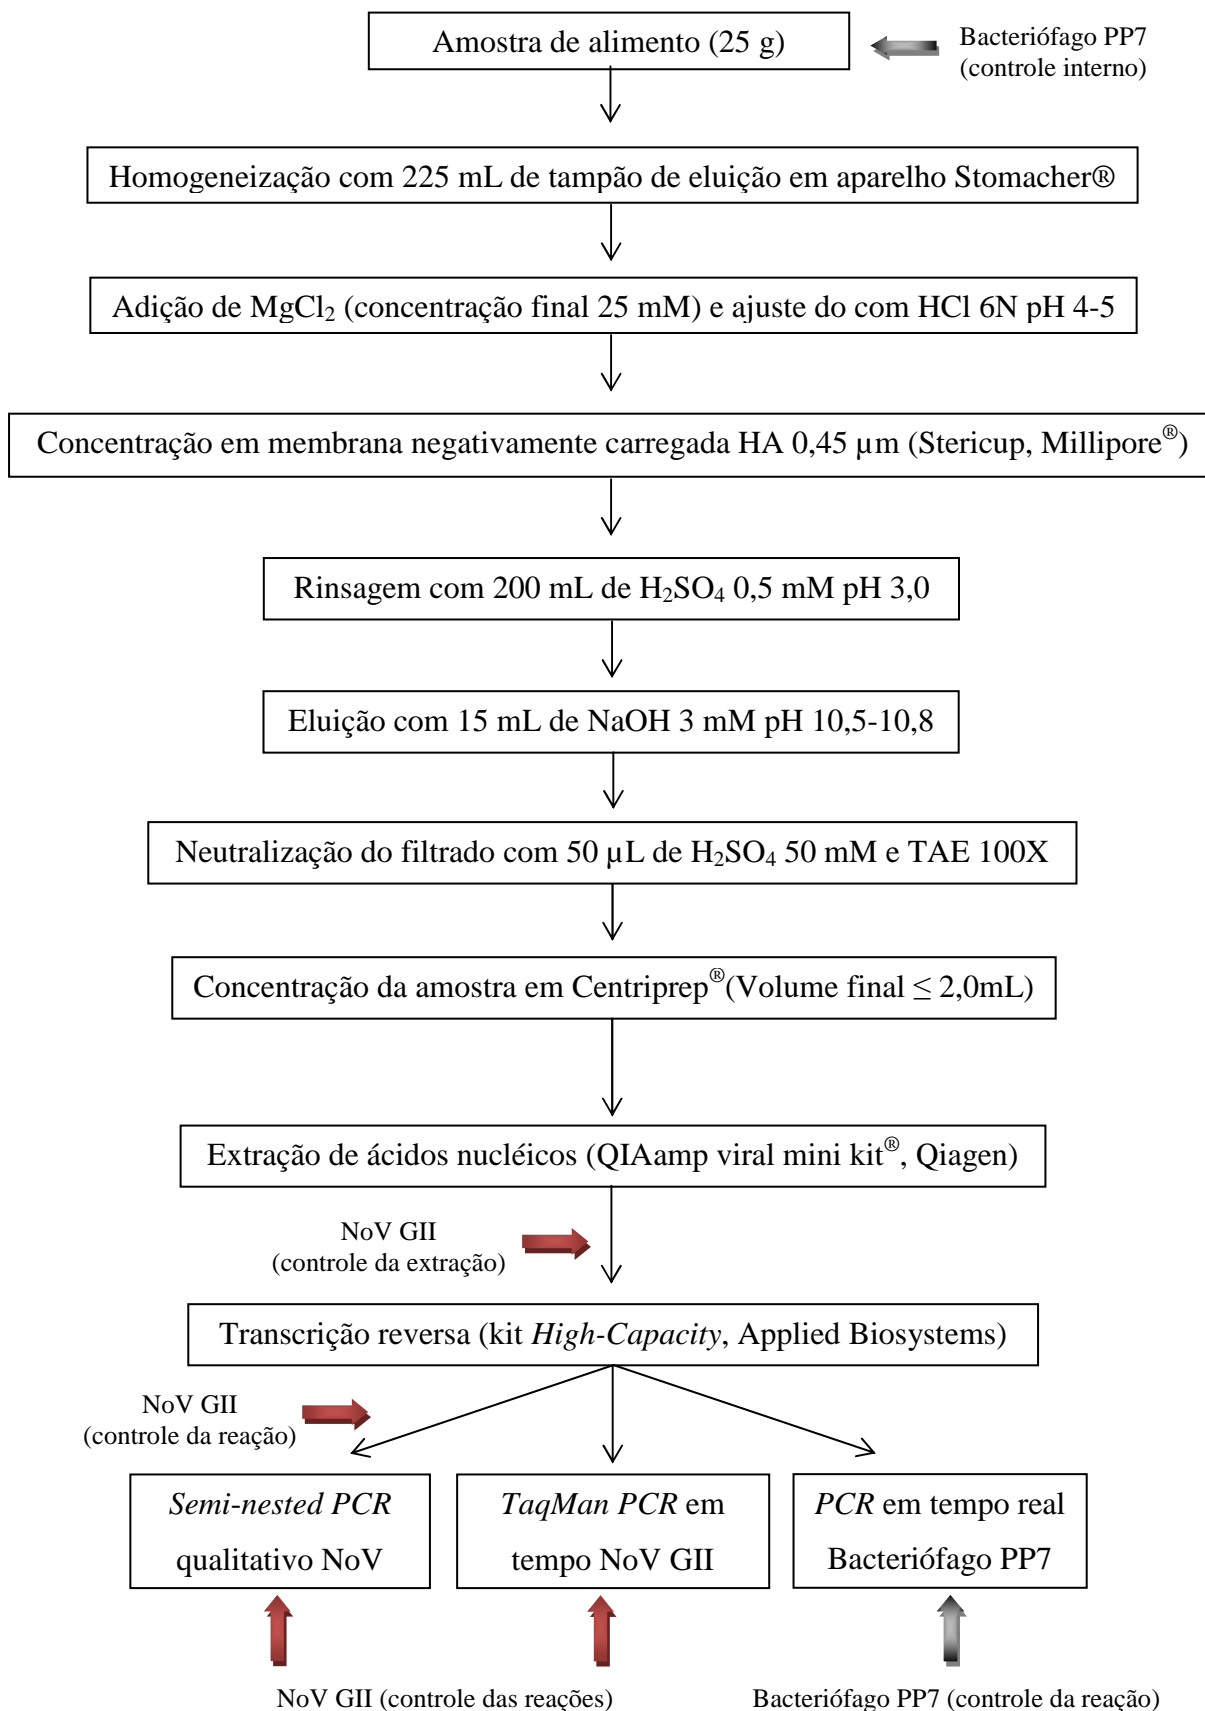 Amostra de alimento (25 g)
Bacteriófago PP7
(controle interno)
Homogeneização com 225 mL de tampão de eluição em aparelho Stomacher®
Adição de MgCl₂ (concentração final 25 mM) e ajuste do com HCl 6N pH 4-5
Concentração em membrana negativamente carregada HA 0,45 µm (Stericup, Millipore®)
Rinsagem com 200 mL de H₂SO₄ 0,5 mM pH 3,0
Eluição com 15 mL de NaOH 3 mM pH 10,5-10,8
Neutralização do filtrado com 50 µL de H₂SO₄ 50 mM e TAE 100X
Concentração da amostra em Centriprep®(Volume final ≤ 2,0mL)
Extração de ácidos nucléicos (QIAamp viral mini kit®, Qiagen)
NoV GII
(controle da extração)
Transcrição reversa (kit High-Capacity, Applied Biosystems)
NoV GII
(controle da reação)
Semi-nested PCR
qualitativo NoV
TaqMan PCR em
tempo NoV GII
PCR em tempo real
Bacteriófago PP7
NoV GII (controle das reações)
Bacteriófago PP7 (controle da reação)